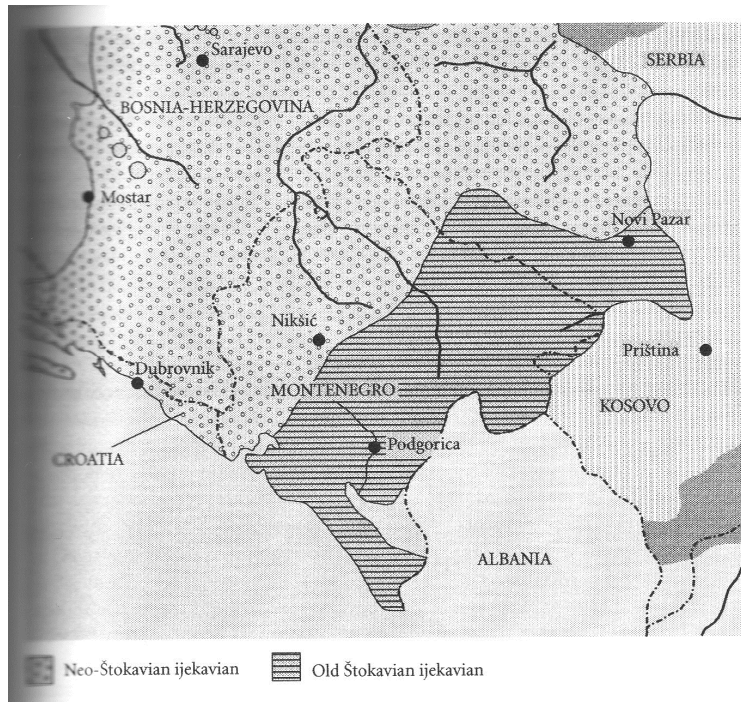 Sarajevo
SERBIA
BOSNIA-HERZEGOVINA
Mostar
Novi Pazar
Nikšić
Priština
Dubrovnik
MONTENEGRO
KOSOVO
Podgorica
CROATIA
ALBANIA
Neo-Štokavian ijekavian
Old Štokavian ijekavian